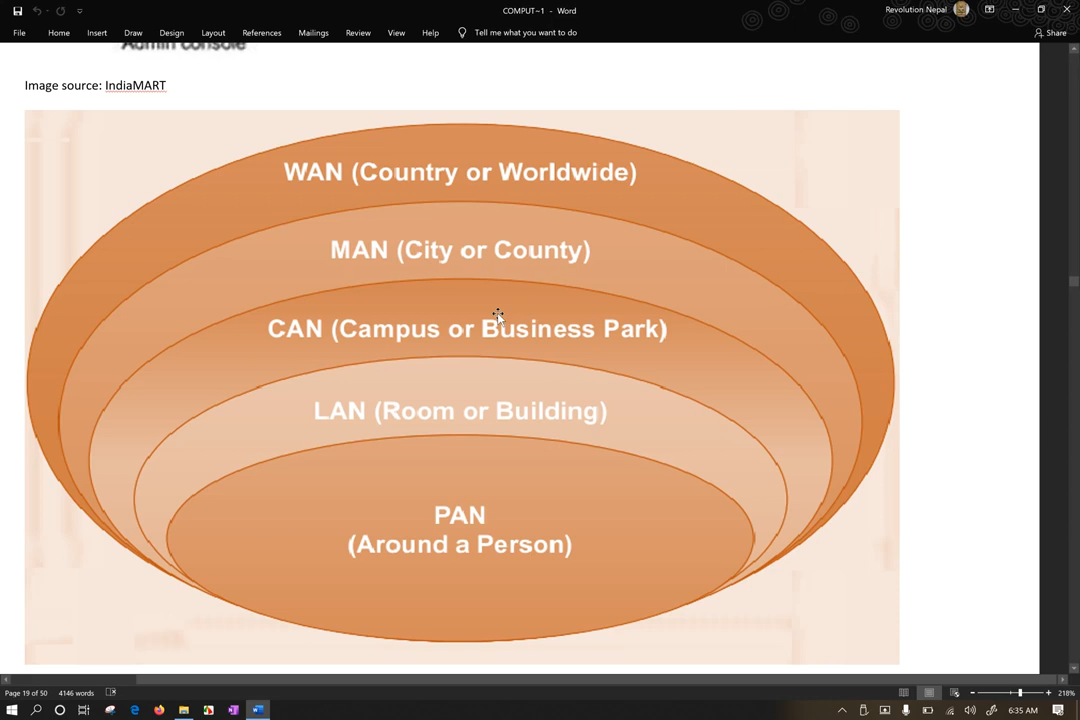 COMPUT~1 - Word
Revolution Nepal
File Home Insert Draw Design Layout References Mailings Review View Help Tell me what you want to do Share
Admin console
Image source: IndiaMART
WAN (Country or Worldwide)
MAN (City or County)
CAN (Campus or Business Park)
LAN (Room or Building)
PAN
(Around a Person)
Page 19 of 50 4146 words
218%
6:35 AM